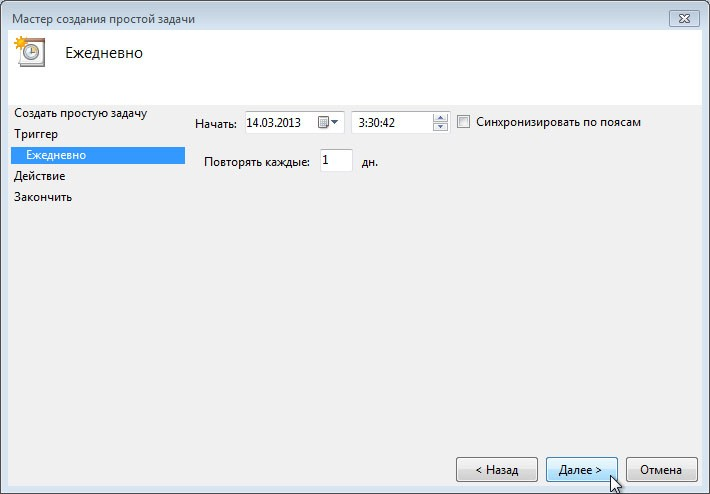 Мастер создания простой задачи
Ежедневно
Создать простую задачу
Триггер
Ежедневно
Действие
Закончить
Начать: 14.03.2013 3:30:42 Синхронизировать по поясам
Повторять каждые: 1 дн.
< Назад Далее > Отмена